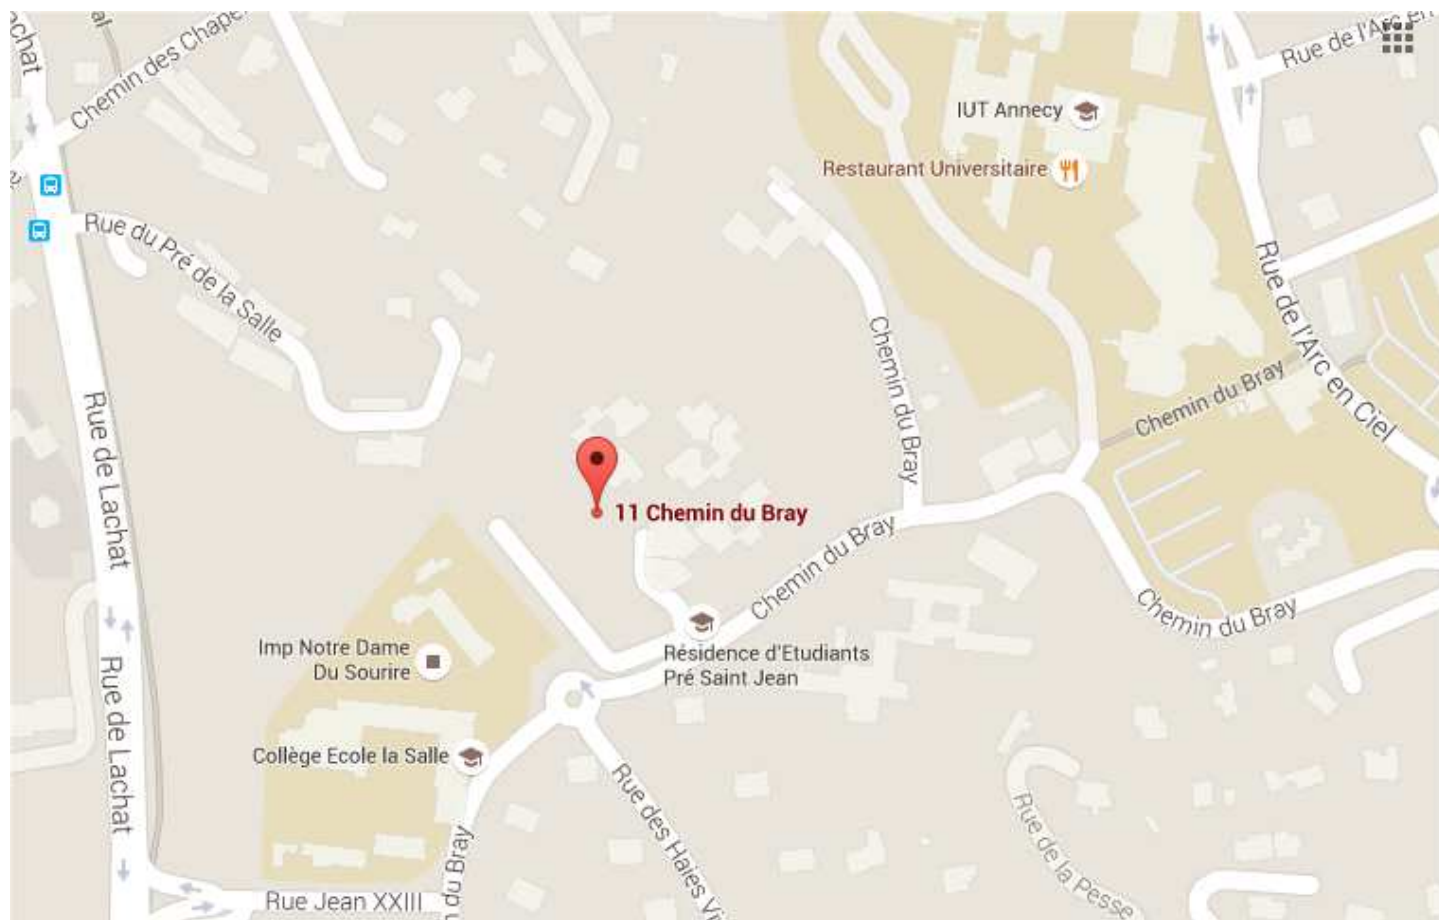 achat
Chemin des Chape
Rue de l'Arc en
IUT Annecy
Restaurant Universitaire
Rue du Pré de la Salle
Rue de l'Arc en Ciel
Chemin du Bray
Chemin du Bray
Rue de Lachat
11 Chemin du Bray
Chemin du Bray
Chemin du Bray
Imp Notre Dame
Du Sourire
Résidence d'Etudiants
Pré Saint Jean
Rue de Lachat
Collège Ecole la Salle
Rue des Haies Vi
Rue de la Pesse
n du Bray
Rue Jean XXIII